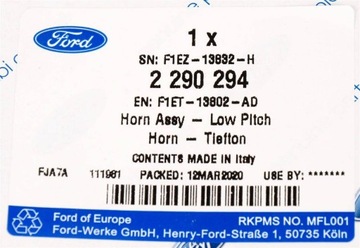 Ford
1 x
SN: F1EZ-13832-H
2 290 294
EN: F1ET-13802-AD
Horn Assy - Low Pitch
Horn - Tiefton
CONTENTS MADE IN Italy
FJA7A 111981 PACKED: 12MAR2020 USE BY: *******
Ford of Europe RKPMS NO. MFL001
Ford-Werke GmbH, Henry-Ford-Straße 1, 50735 Köln